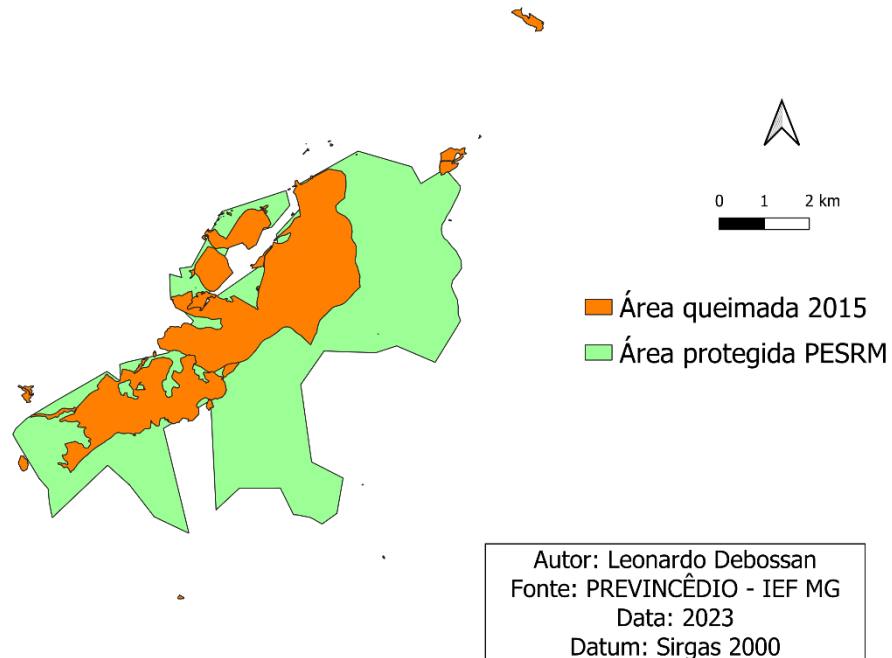 0 1 2 km
Área queimada 2015
Área protegida PESRM
Autor: Leonardo Debossan
Fonte: PREVINCÊDIO - IEF MG
Data: 2023
Datum: Sirgas 2000